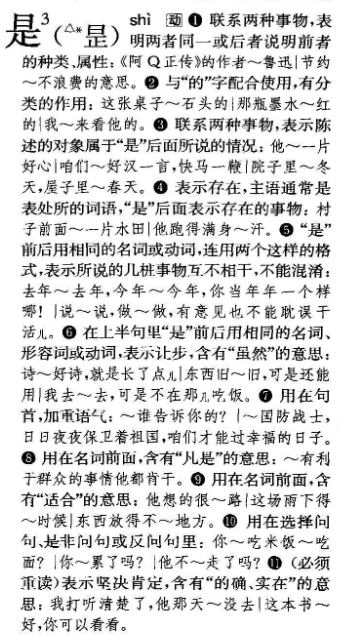 是³(△*昰) shì 动 ❶ 联系两种事物,表
明两者同一或后者说明前者
的种类、属性:《阿Q正传》的作者～鲁迅|节约
～不浪费的意思。❷ 与“的”字配合使用,有分
类的作用:这张桌子～石头的|那瓶墨水～红
的|我～来看他的。❸ 联系两种事物,表示陈
述的对象属于“是”后面所说的情况:他～一片
好心|咱们～好汉一言,快马一鞭|院子里～冬
天,屋子里～春天。❹ 表示存在,主语通常是
表处所的词语,“是”后面表示存在的事物:村
子前面～一片水田|他跑得满身～汗。❺ “是”
前后用相同的名词或动词,连用两个这样的格
式,表示所说的几桩事物互不相干,不能混淆:
去年～去年,今年～今年,你当年年一个样
哪!|说～说,做～做,有意见也不能耽误干
活儿。❻ 在上半句里“是”前后用相同的名词、
形容词或动词,表示让步,含有“虽然”的意思:
诗～好诗,就是长了点儿|东西旧～旧,可是还能
用|我去～去,可是不在那儿吃饭。❼ 用在句
首,加重语气:～谁告诉你的?|～国防战士,
日日夜夜保卫着祖国,咱们才能过幸福的日子。
❽ 用在名词前面,含有“凡是”的意思:～有利
于群众的事情他都肯干。❾ 用在名词前面,含
有“适合”的意思:他想的很～路|这场雨下得
～时候|东西放得不～地方。❿ 用在选择问
句、是非问句或反问句里:你～吃米饭～吃
面?|你～累了吗?|他不～走了吗?⓫(必须
重读)表示坚决肯定,含有“的确、实在”的意
思:我打听清楚了,他那天～没去|这本书～
好,你可以看看。